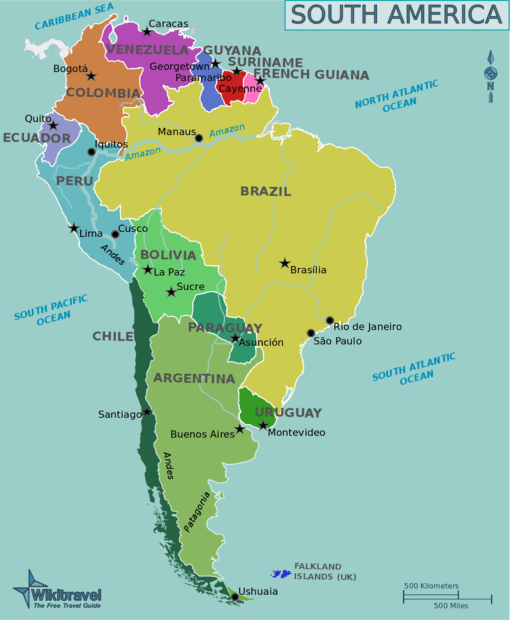 SOUTH AMERICA
CARIBBEAN SEA
Caracas
VENEZUELA
GUYANA
Georgetown
SURINAME
Paramaribo
FRENCH GUIANA
Cayenne
Bogotá
COLOMBIA
NORTH ATLANTIC
OCEAN
N
Quito
ECUADOR
Manaus
Amazon
Iquitos
Amazon
PERU
BRAZIL
Lima
Cusco
Andes
BOLIVIA
La Paz
Brasília
Sucre
SOUTH PACIFIC
OCEAN
CHILE
PARAGUAY
Asunción
Rio de Janeiro
São Paulo
SOUTH ATLANTIC
OCEAN
ARGENTINA
Santiago
URUGUAY
Buenos Aires
Montevideo
Andes
Patagonia
FALKLAND
ISLANDS (UK)
Ushuaia
Wikitravel
The Free Travel Guide
500 Kilometers
500 Miles